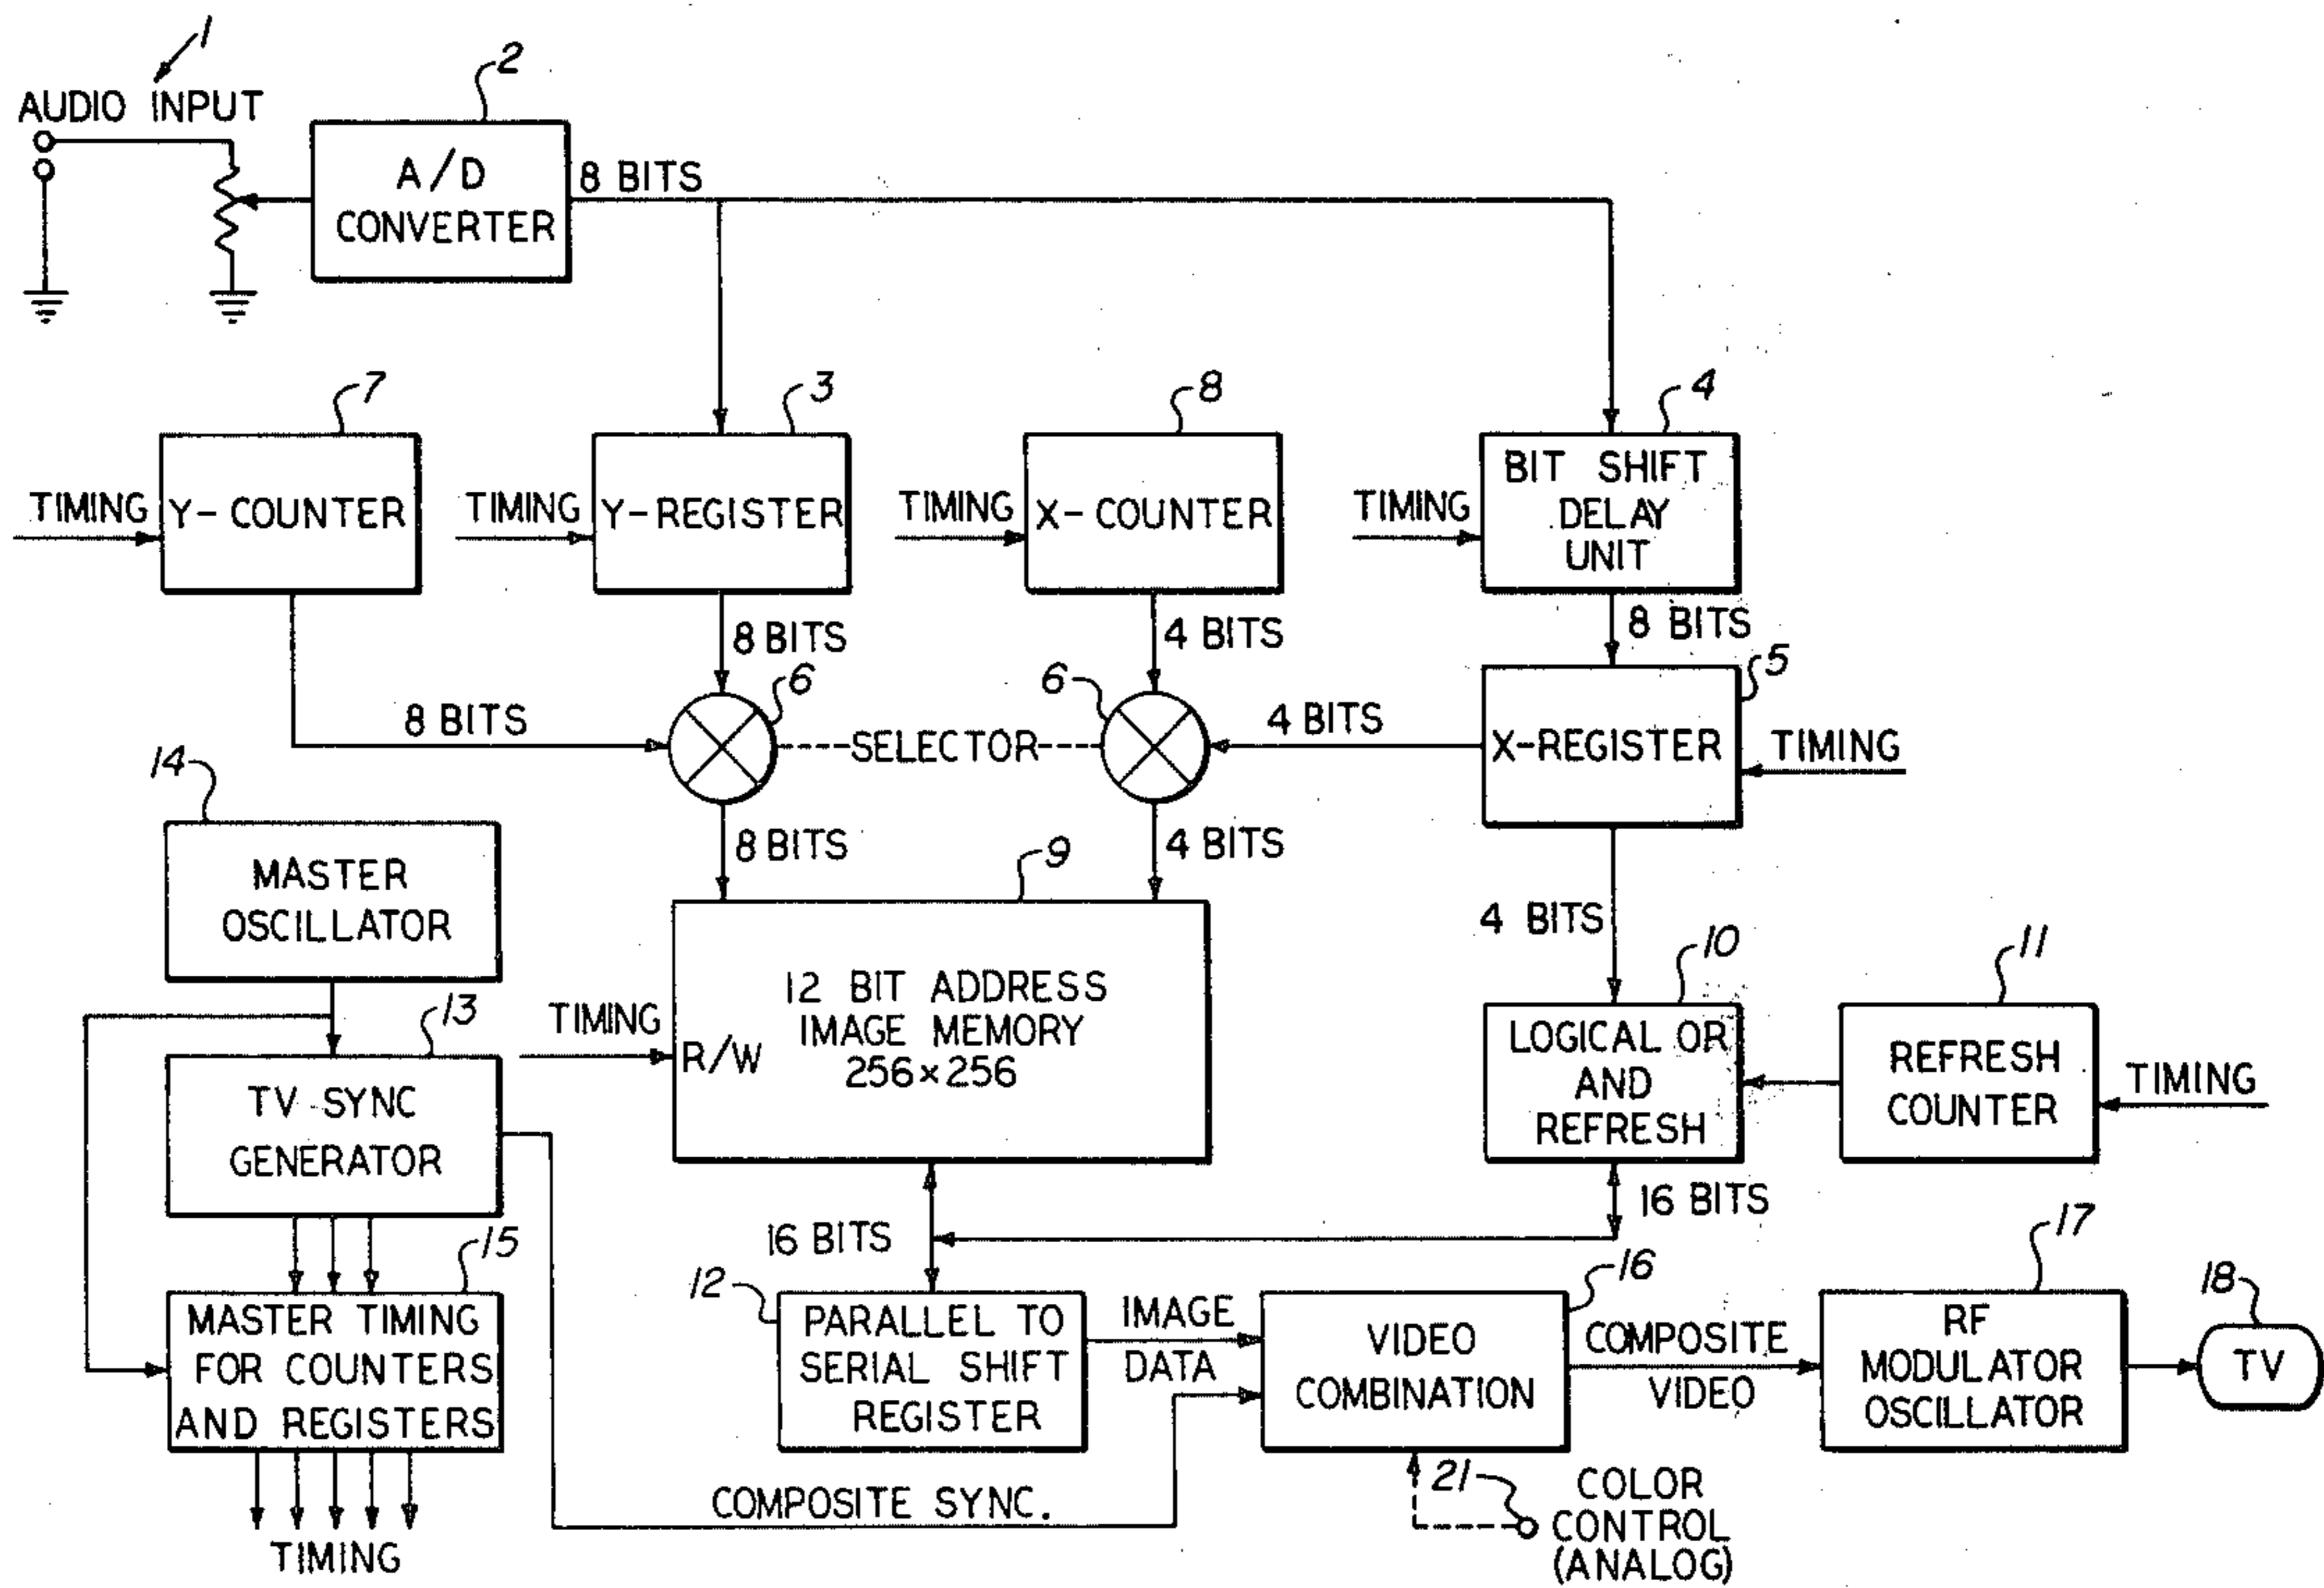 1
AUDIO INPUT
2
A/D
CONVERTER
8 BITS
7
3
8
4
TIMING
Y-COUNTER
TIMING
Y-REGISTER
TIMING
X-COUNTER
TIMING
BIT SHIFT
DELAY
UNIT
8 BITS
4 BITS
8 BITS
5
6
6
8 BITS
SELECTOR
4 BITS
X-REGISTER
TIMING
14
8 BITS
9
4 BITS
MASTER
OSCILLATOR
4 BITS
10
11
13
TIMING
12 BIT ADDRESS
IMAGE MEMORY
256×256
R/W
LOGICAL OR
AND
REFRESH
REFRESH
COUNTER
TIMING
TV SYNC
GENERATOR
16 BITS
16 BITS
15
12
16
17
18
MASTER TIMING
FOR COUNTERS
AND REGISTERS
PARALLEL TO
SERIAL SHIFT
REGISTER
IMAGE
DATA
VIDEO
COMBINATION
COMPOSITE
VIDEO
RF
MODULATOR
OSCILLATOR
TV
COMPOSITE SYNC.
21
COLOR
CONTROL
(ANALOG)
TIMING